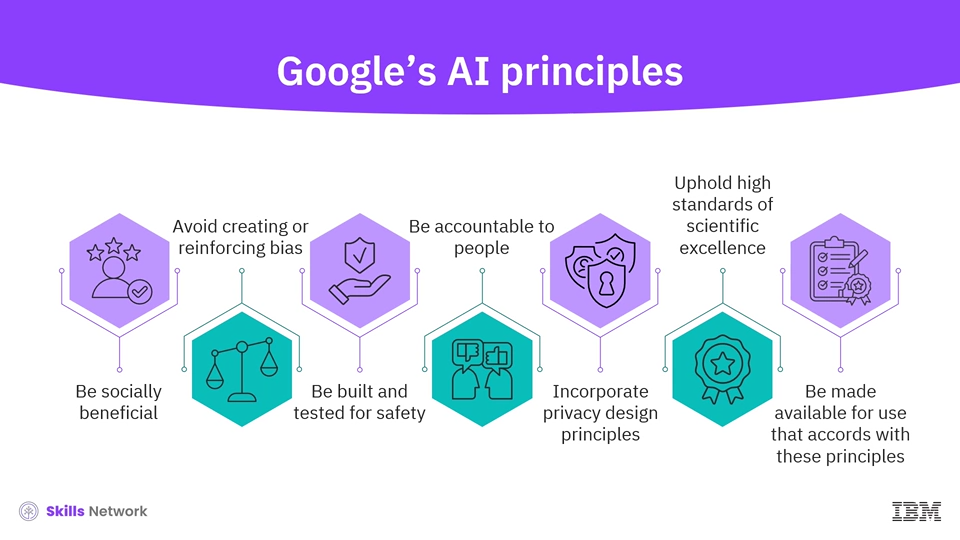 Google’s AI principles
Be socially
beneficial
Avoid creating or
reinforcing bias
Be built and
tested for safety
Be accountable to
people
Incorporate
privacy design
principles
Uphold high
standards of
scientific
excellence
Be made
available for use
that accords with
these principles
Skills Network
IBM